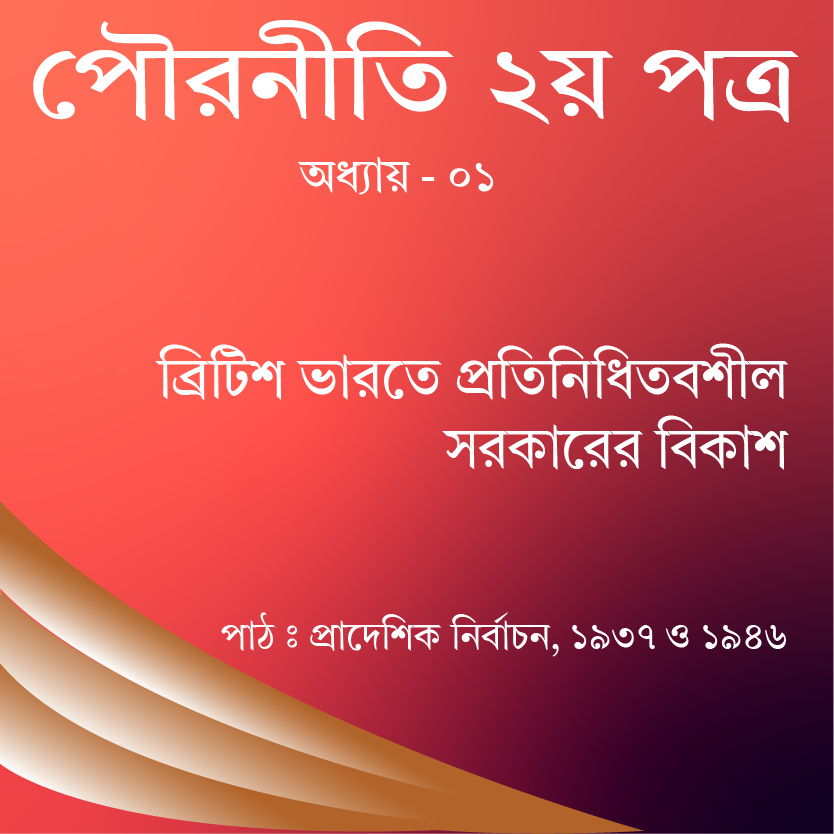 পৌরনীতি ২য় পত্র
অধ্যায় - ০১
ব্রিটিশ ভারতে প্রতিনিধিতবশীল
সরকারের বিকাশ
পাঠ ঃ প্রাদেশিক নির্বাচন, ১৯৩৭ ও ১৯৪৬